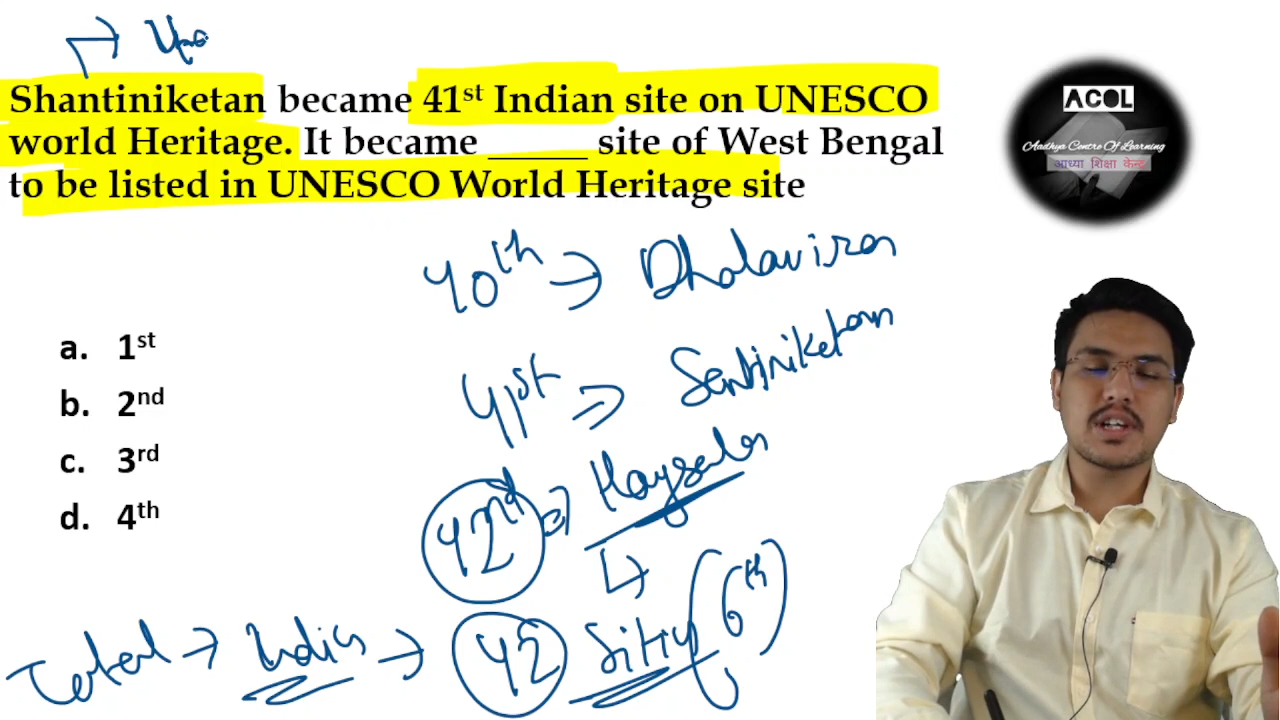 Shantiniketan became 41st Indian site on UNESCO
world Heritage. It became _____ site of West Bengal
to be listed in UNESCO World Heritage site
ACOL
Aadhya Centre Of Learning
आध्या शिक्षा केन्द्र
40th → Dholavira
a. 1st
41st ⇒ Santiniketan
b. 2nd
c. 3rd
42nd ⇒ Hoysala
d. 4th
Total → India → 42 (6th)